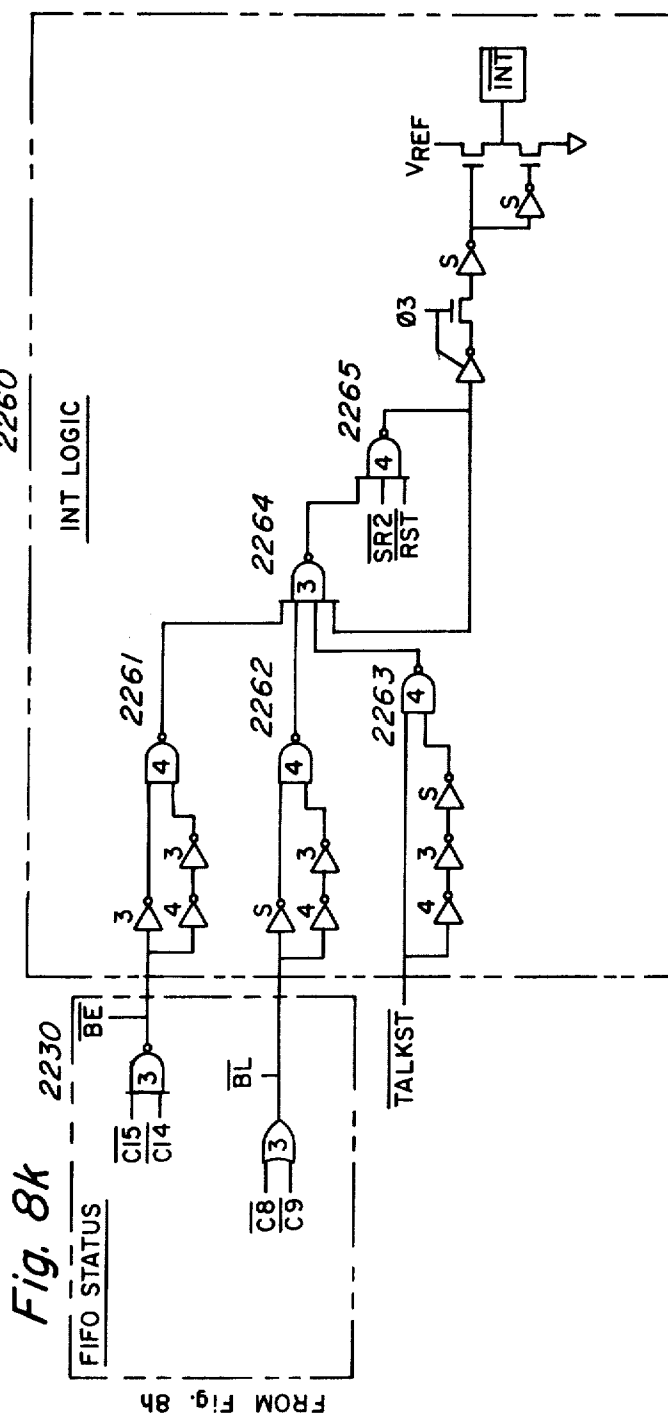 Fig. 8k
FROM Fig. 8h
FIFO STATUS
2230
C15
C14
3
BE
C8
C9
3
BL
TALKST
2260
INT LOGIC
3
4
3
4
2261
S
4
3
4
2262
4
3
S
4
2263
3
2264
SR2
RST
4
2265
Ø3
S
S
VREF
INT